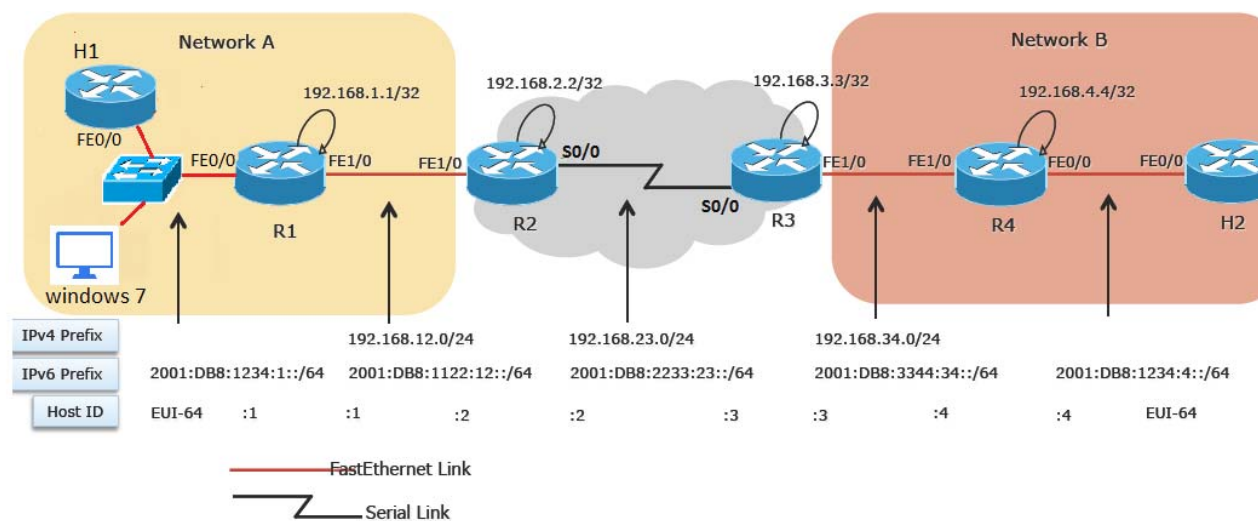 Network A
Network B
H1
192.168.1.1/32
192.168.2.2/32
192.168.3.3/32
192.168.4.4/32
FE0/0
FE0/0
FE1/0
FE1/0
S0/0
S0/0
FE1/0
FE1/0
FE0/0
FE0/0
R1
R2
R3
R4
H2
windows 7
IPv4 Prefix
192.168.12.0/24
192.168.23.0/24
192.168.34.0/24
IPv6 Prefix
2001:DB8:1234:1::/64
2001:DB8:1122:12::/64
2001:DB8:2233:23::/64
2001:DB8:3344:34::/64
2001:DB8:1234:4::/64
Host ID
EUI-64
:1
:1
:2
:2
:3
:3
:4
:4
EUI-64
FastEthernet Link
Serial Link